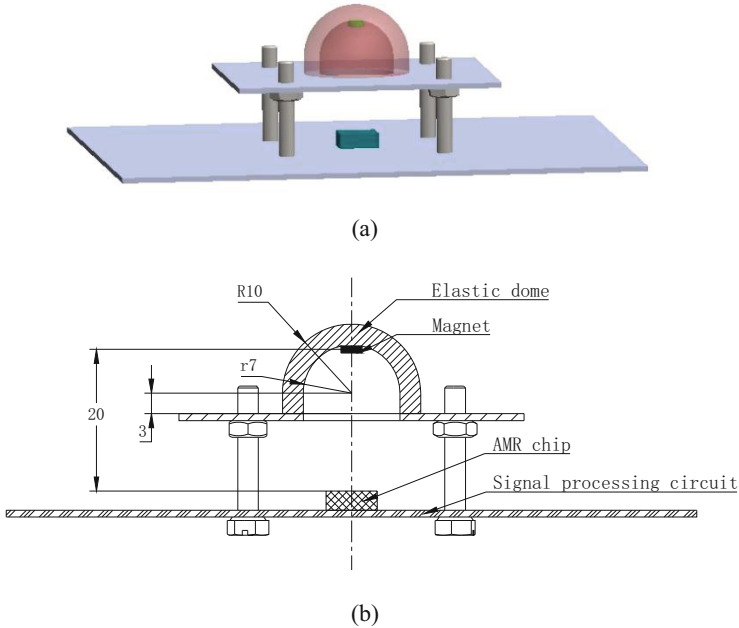 (a)
R10
Elastic dome
Magnet
r7
20
3
AMR chip
Signal processing circuit
(b)